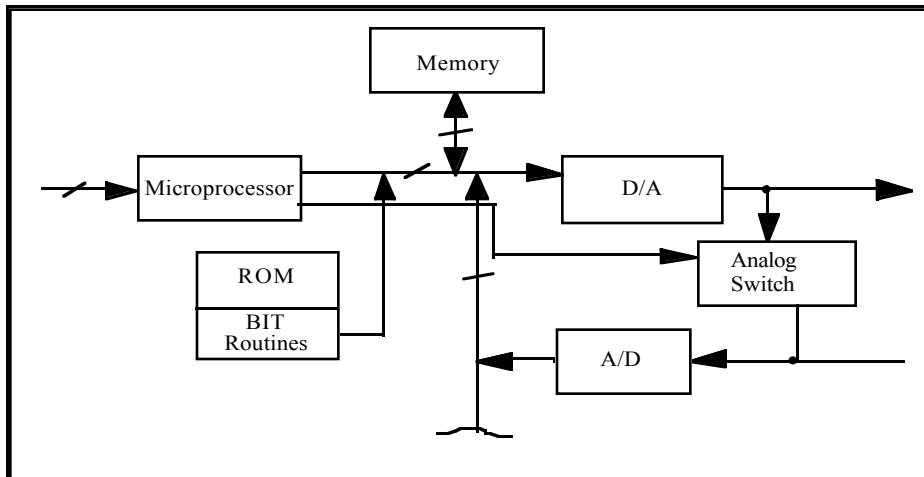 Memory
Microprocessor
D/A
Analog
Switch
ROM
BIT
Routines
A/D